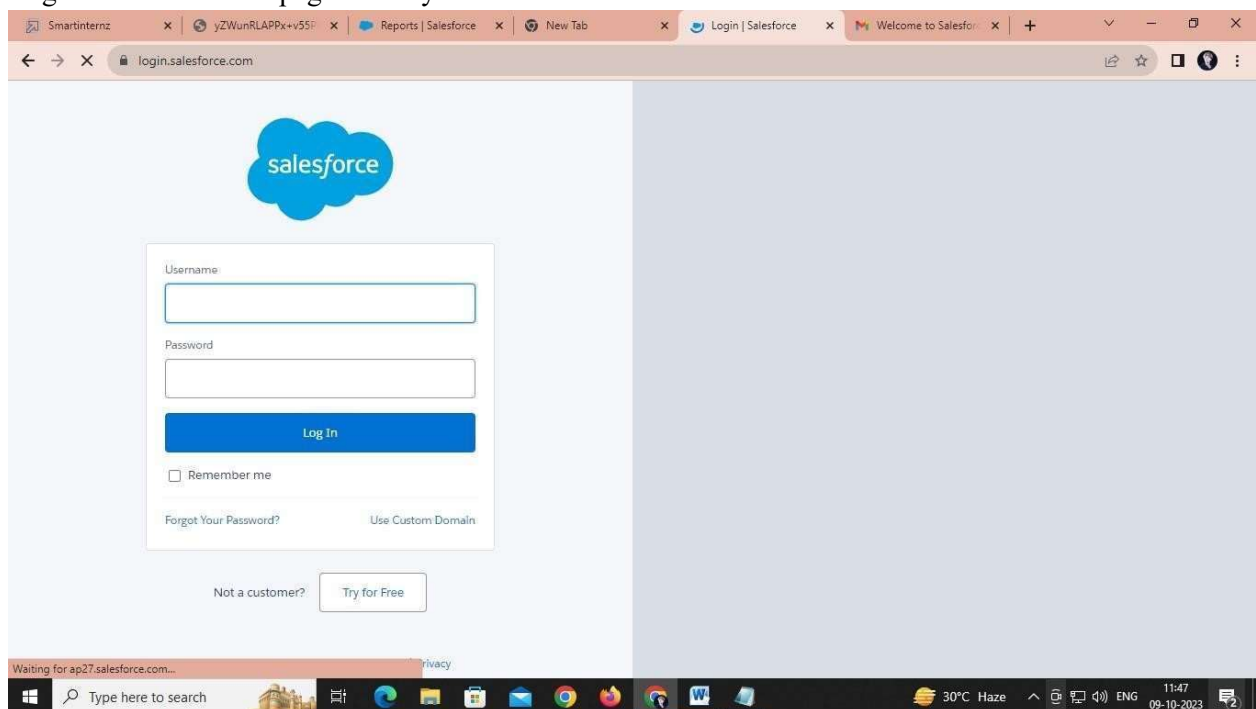 Smartinternz
yZWunRLAPPx+v55P
Reports | Salesforce
New Tab
Login | Salesforce
Welcome to Salesfor
login.salesforce.com
salesforce
Username
Password
Log In
Remember me
Forgot Your Password? Use Custom Domain
Not a customer? Try for Free
Waiting for ap27.salesforce.com... rivacy
Type here to search 30°C Haze ENG 11:47
09-10-2023 2